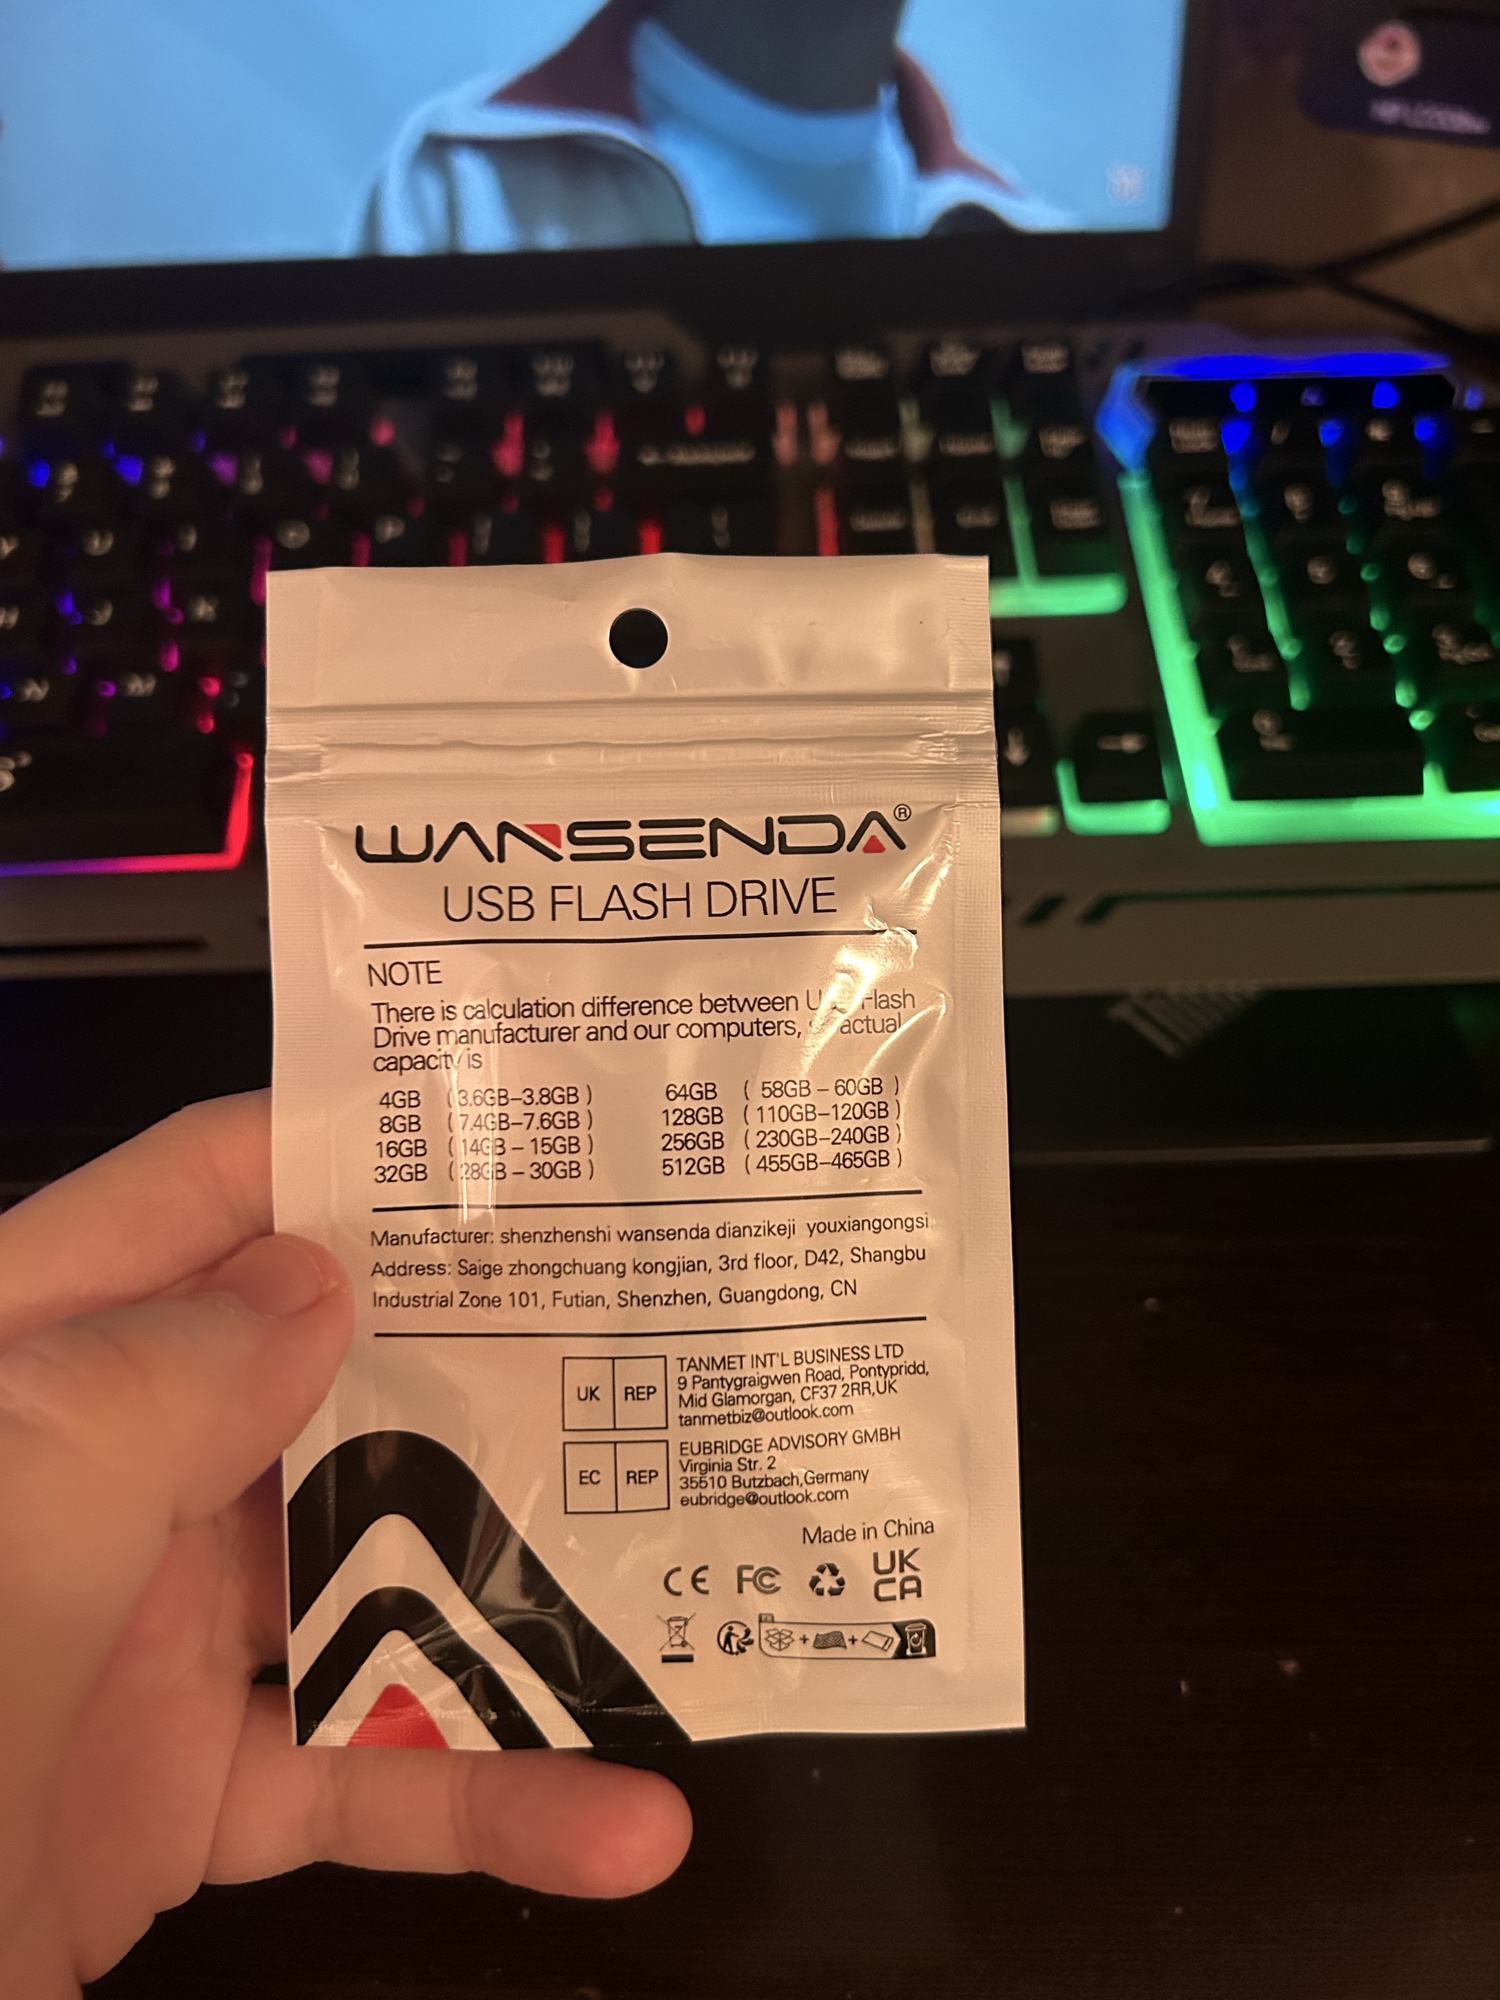 WANSENDA®
USB FLASH DRIVE
NOTE
There is calculation difference between Flash
Drive manufacturer and our computers, actual
capacity is
4GB (3.6GB–3.8GB)
8GB (7.4GB–7.6GB)
16GB (14GB – 15GB)
32GB (28GB – 30GB)
64GB ( 58GB – 60GB )
128GB ( 110GB–120GB )
256GB ( 230GB–240GB )
512GB ( 455GB–465GB )
Manufacturer: shenzhenshi wansenda dianzikeji youxiangongsi
Address: Saige zhongchuang kongjian, 3rd floor, D42, Shangbu
Industrial Zone 101, Futian, Shenzhen, Guangdong, CN
UK REP
TANMET INT'L BUSINESS LTD
9 Pantygraigwen Road, Pontypridd,
Mid Glamorgan, CF37 2RR,UK
tanmetbiz@outlook.com
EC REP
EUBRIDGE ADVISORY GMBH
Virginia Str. 2
35510 Butzbach,Germany
eubridge@outlook.com
Made in China
CE FC UK
CA